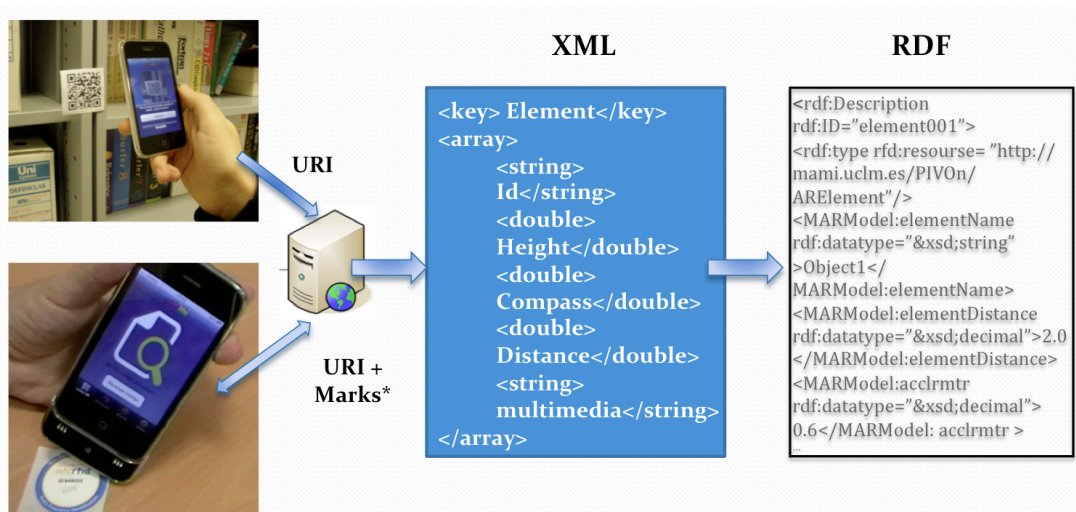 XML
RDF
URI
URI +
Marks*
<key> Element</key>
<array>
<string>
Id</string>
<double>
Height</double>
<double>
Compass</double>
<double>
Distance</double>
<string>
multimedia</string>
</array>
<rdf:Description
rdf:ID="element001">
<rdf:type rfd:resourse= "http://
mami.uclm.es/PIVOn/
ARElement"/>
<MARModel:elementName
rdf:datatype="&xsd;string"
>Object1</
MARModel:elementName>
<MARModel:elementDistance
rdf:datatype="&xsd;decimal">2.0
</MARModel:elementDistance>
<MARModel:acclrmtr
rdf:datatype="&xsd;decimal">
0.6</MARModel: acclrmtr >
...
Uni